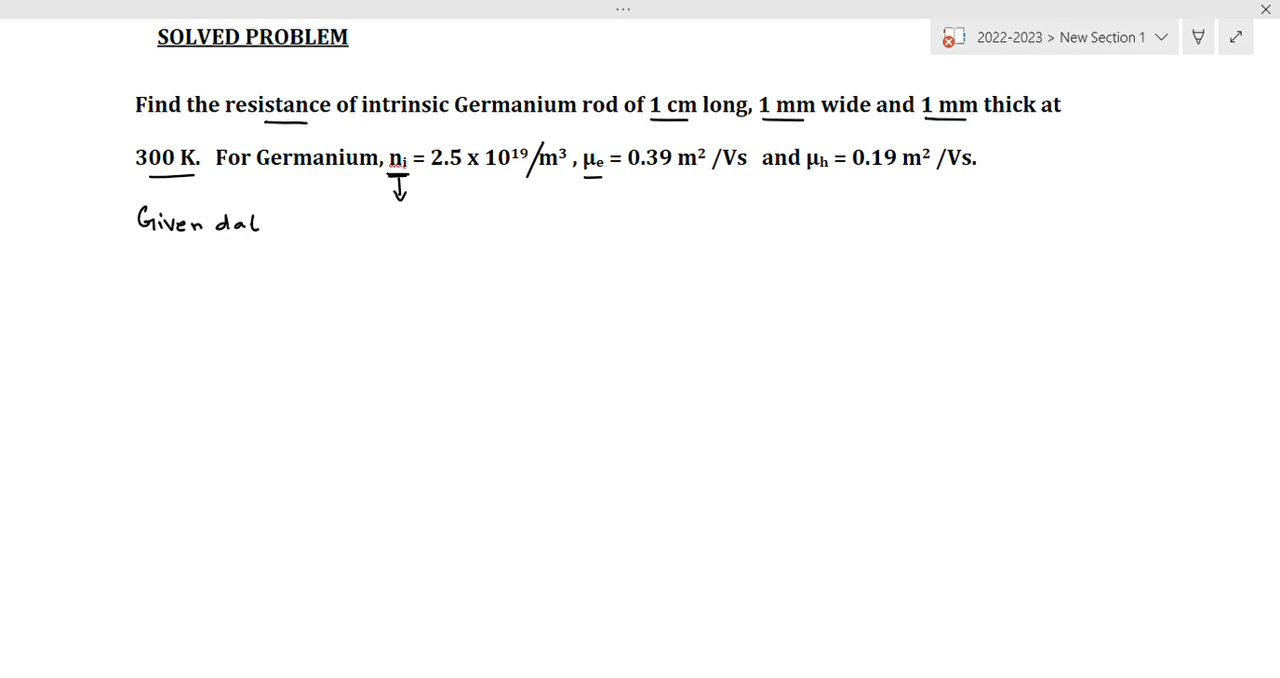 SOLVED PROBLEM
2022-2023 > New Section 1
Find the resistance of intrinsic Germanium rod of 1 cm long, 1 mm wide and 1 mm thick at
300 K. For Germanium, nᵢ = 2.5 x 10¹⁹/m³ , μₑ = 0.39 m² /Vs and μₕ = 0.19 m² /Vs.
Given dal